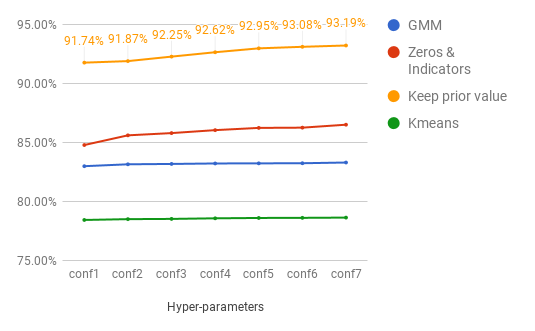 95.00%
91.74% 91.87% 92.25% 92.62% 92.95% 93.08% 93.19%
90.00%
85.00%
80.00%
75.00%
conf1 conf2 conf3 conf4 conf5 conf6 conf7
Hyper-parameters
GMM
Zeros &
Indicators
Keep prior value
Kmeans